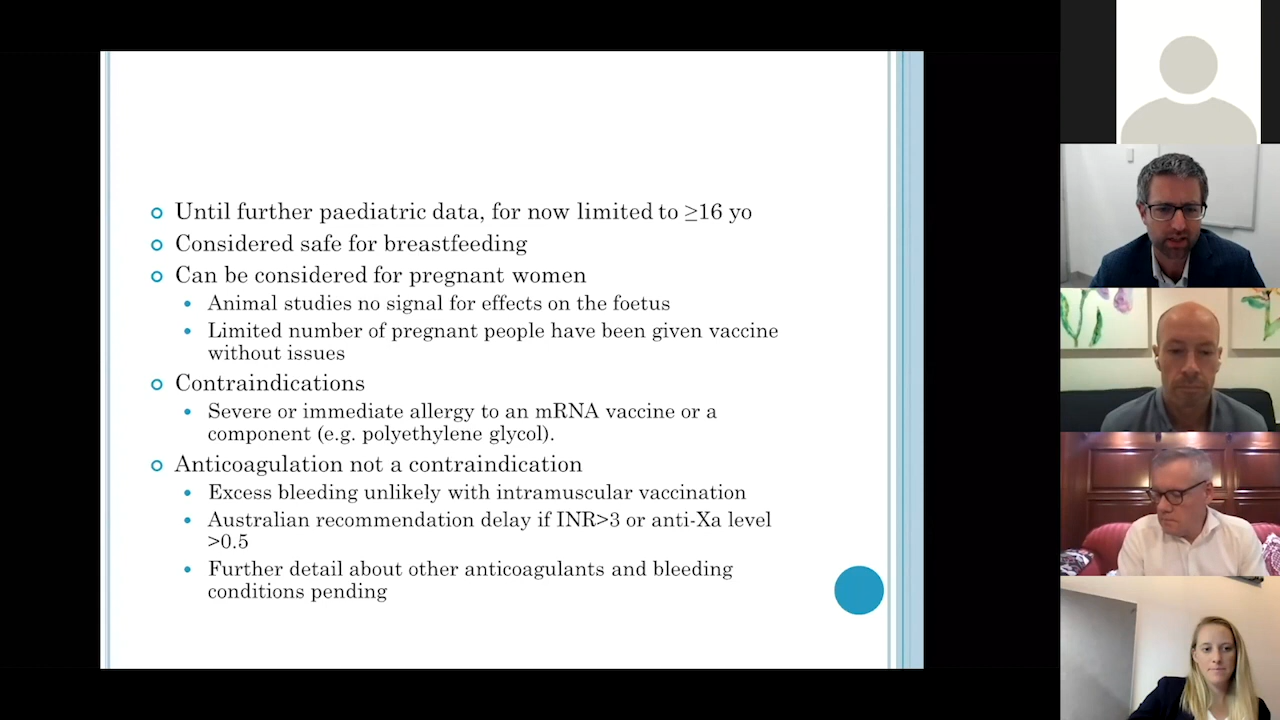 Until further paediatric data, for now limited to ≥16 yo
Considered safe for breastfeeding
Can be considered for pregnant women
Animal studies no signal for effects on the foetus
Limited number of pregnant people have been given vaccine
without issues
Contraindications
Severe or immediate allergy to an mRNA vaccine or a
component (e.g. polyethylene glycol).
Anticoagulation not a contraindication
Excess bleeding unlikely with intramuscular vaccination
Australian recommendation delay if INR>3 or anti-Xa level
>0.5
Further detail about other anticoagulants and bleeding
conditions pending